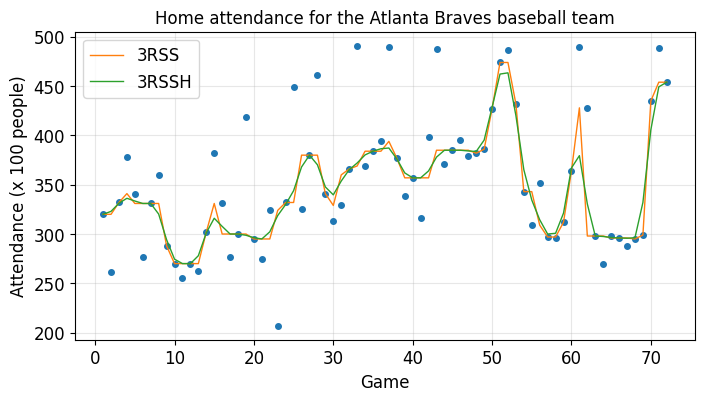 Home attendance for the Atlanta Braves baseball team
3RSS
3RSSH
Attendance (x 100 people)
500
450
400
350
300
250
200
0 10 20 30 40 50 60 70
Game